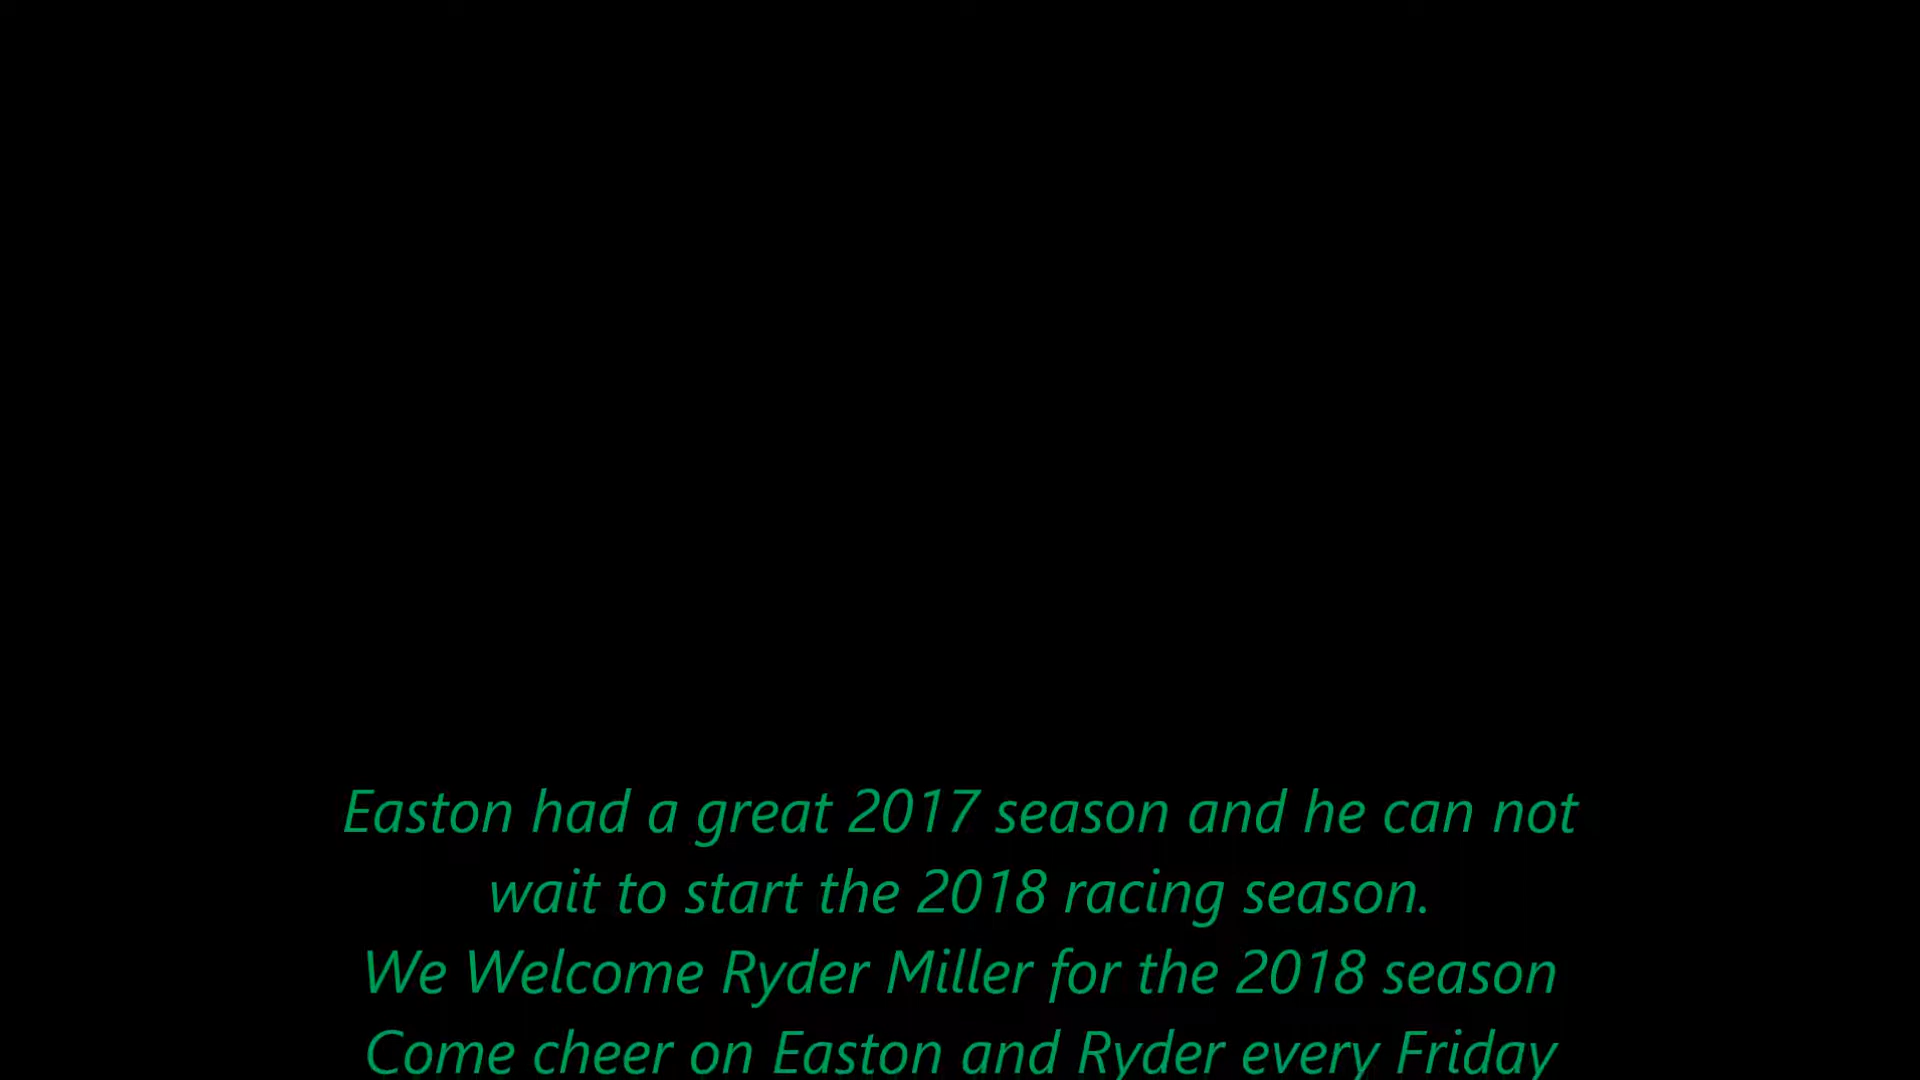 Easton had a great 2017 season and he can not
wait to start the 2018 racing season.
We Welcome Ryder Miller for the 2018 season
Come cheer on Easton and Ryder every Friday